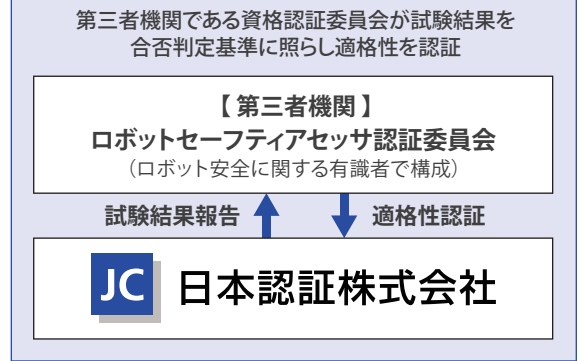 第三者機関である資格認証委員会が試験結果を
合否判定基準に照らし適格性を認証
【 第三者機関 】
ロボットセーフティアセッサ認証委員会
（ロボット安全に関する有識者で構成）
試験結果報告 適格性認証
JC 日本認証株式会社